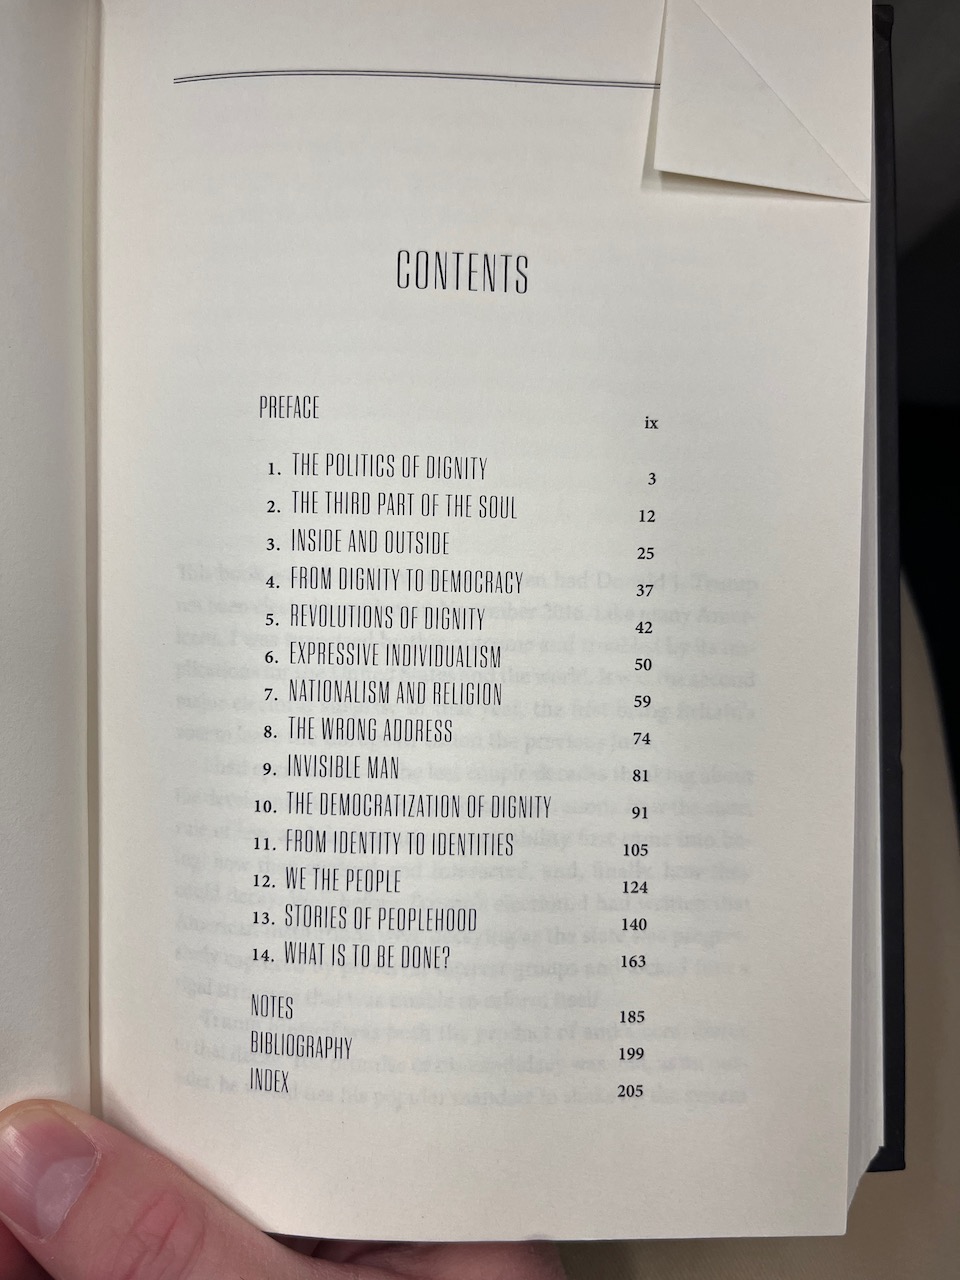 CONTENTS
PREFACE ix
1. THE POLITICS OF DIGNITY 3
2. THE THIRD PART OF THE SOUL 12
3. INSIDE AND OUTSIDE 25
4. FROM DIGNITY TO DEMOCRACY 37
5. REVOLUTIONS OF DIGNITY 42
6. EXPRESSIVE INDIVIDUALISM 50
7. NATIONALISM AND RELIGION 59
8. THE WRONG ADDRESS 74
9. INVISIBLE MAN 81
10. THE DEMOCRATIZATION OF DIGNITY 91
11. FROM IDENTITY TO IDENTITIES 105
12. WE THE PEOPLE 124
13. STORIES OF PEOPLEHOOD 140
14. WHAT IS TO BE DONE? 163
NOTES 185
BIBLIOGRAPHY 199
INDEX 205